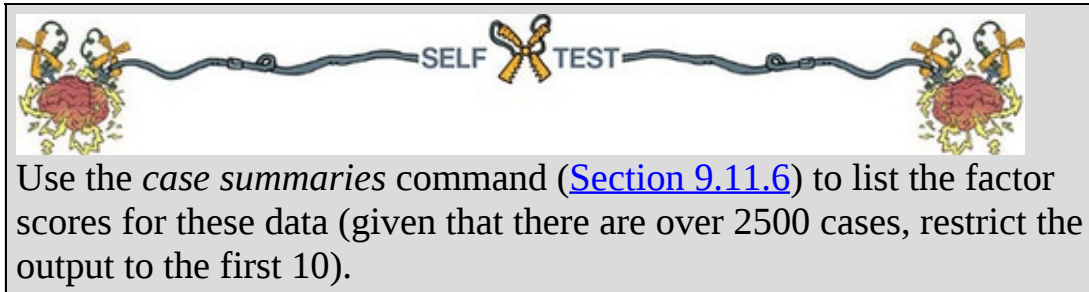 SELF TEST
Use the case summaries command (Section 9.11.6) to list the factor
scores for these data (given that there are over 2500 cases, restrict the
output to the first 10).